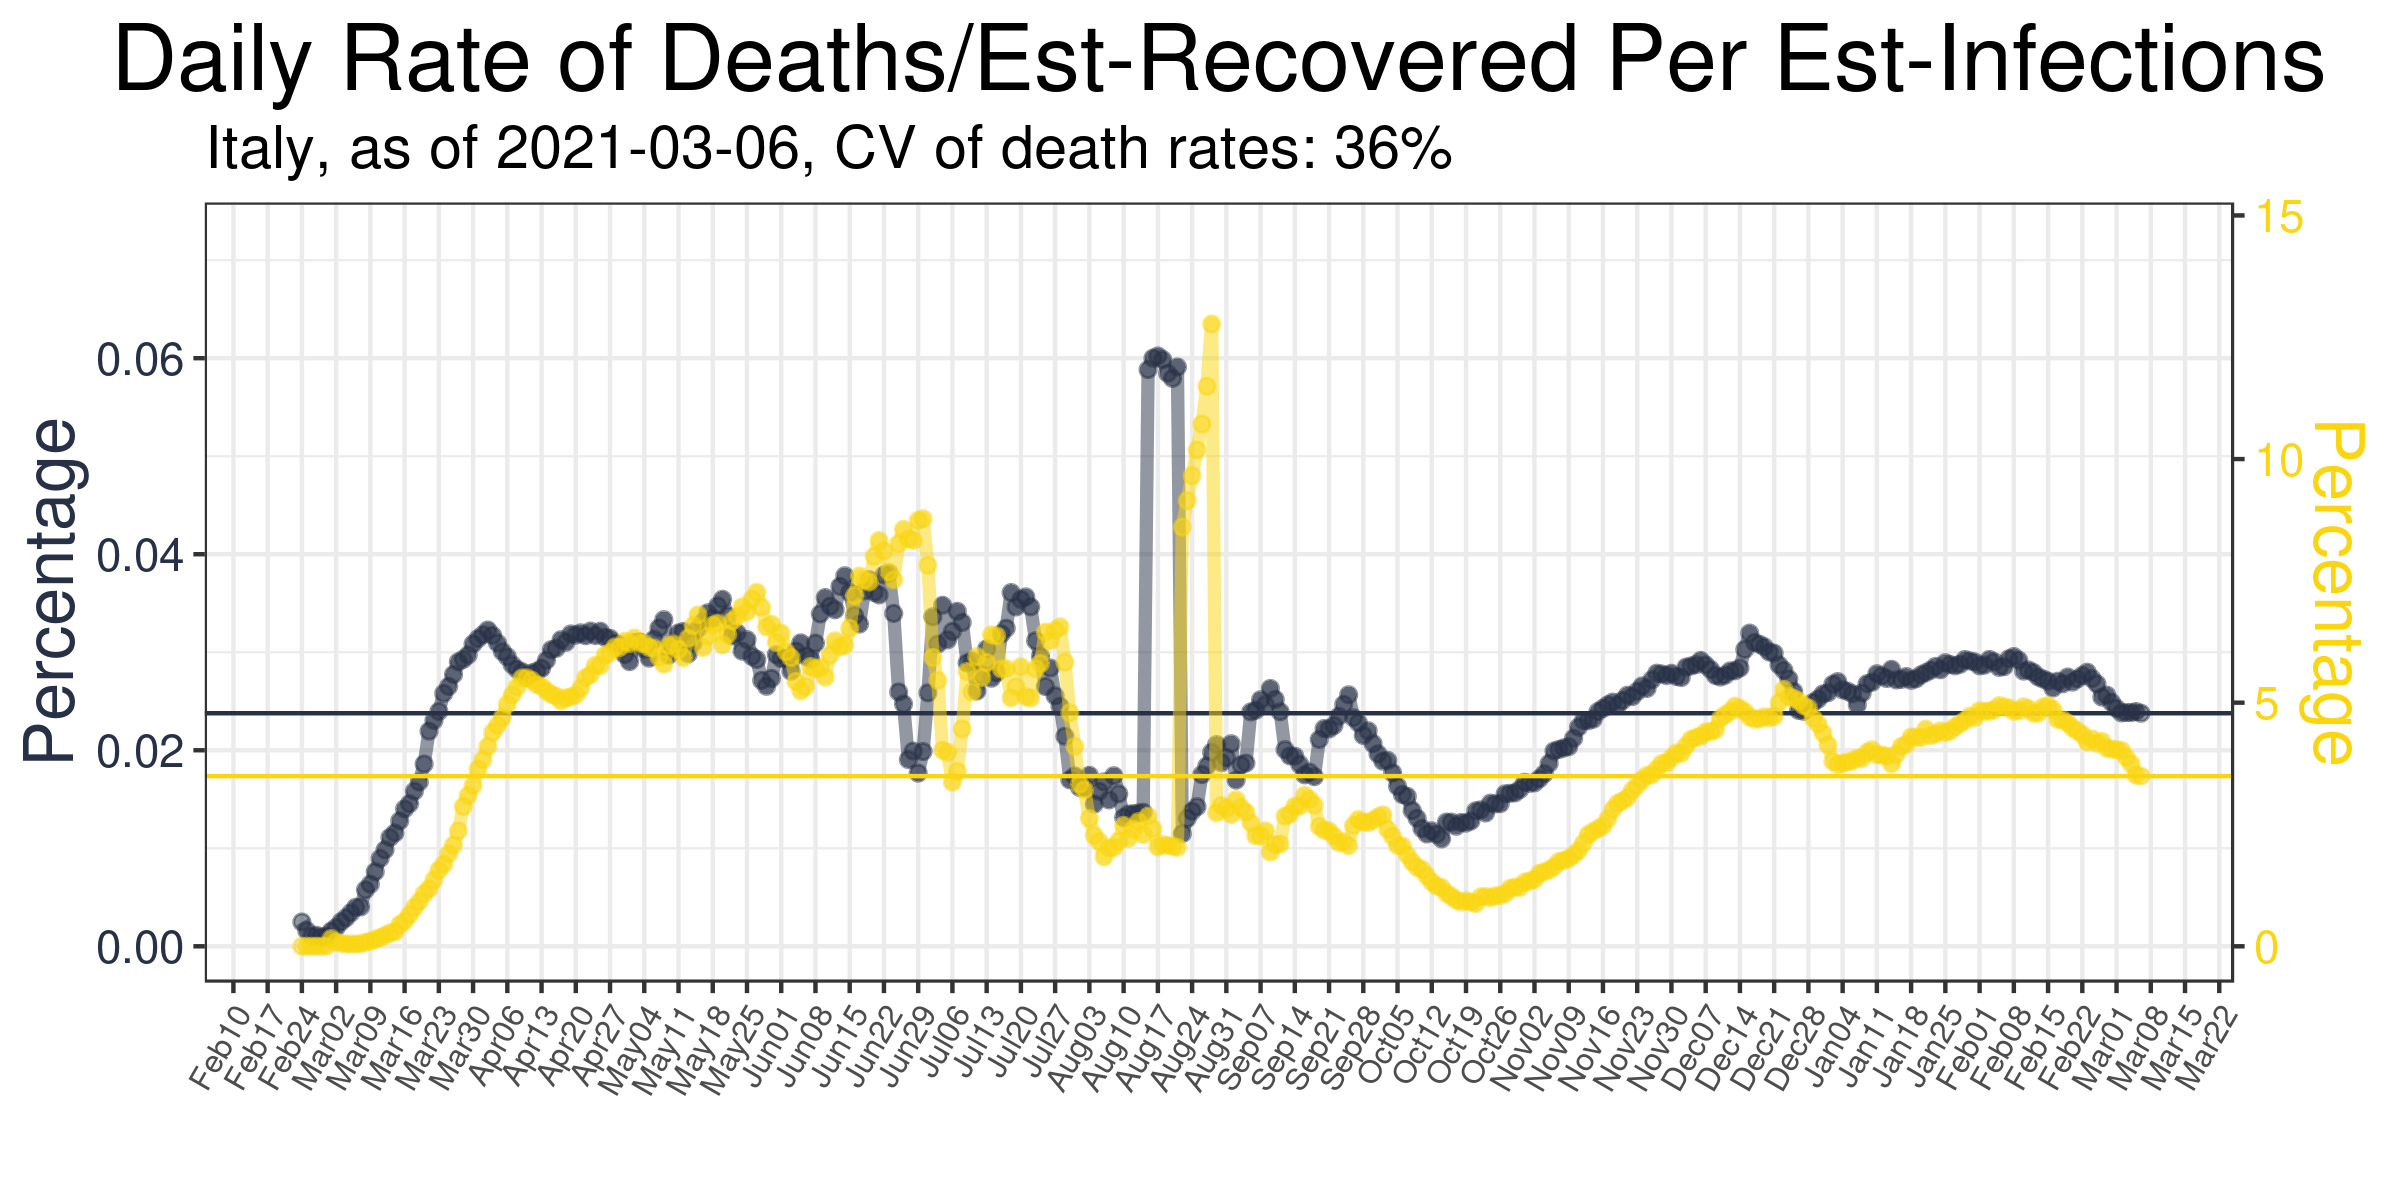 Daily Rate of Deaths/Est-Recovered Per Est-Infections
Italy, as of 2021-03-06, CV of death rates: 36%
Percentage
0.06
0.04
0.02
0.00
15
10
5
0
Percentage
Feb10
Feb17
Feb24
Mar02
Mar09
Mar16
Mar23
Mar30
Apr06
Apr13
Apr20
Apr27
May04
May11
May18
May25
Jun01
Jun08
Jun15
Jun22
Jun29
Jul06
Jul13
Jul20
Jul27
Aug03
Aug10
Aug17
Aug24
Aug31
Sep07
Sep14
Sep21
Sep28
Oct05
Oct12
Oct19
Oct26
Nov02
Nov09
Nov16
Nov23
Nov30
Dec07
Dec14
Dec21
Dec28
Dec04
Jan11
Jan18
Jan25
Jan01
Feb08
Feb15
Feb22
Feb01
Mar08
Mar15
Mar22